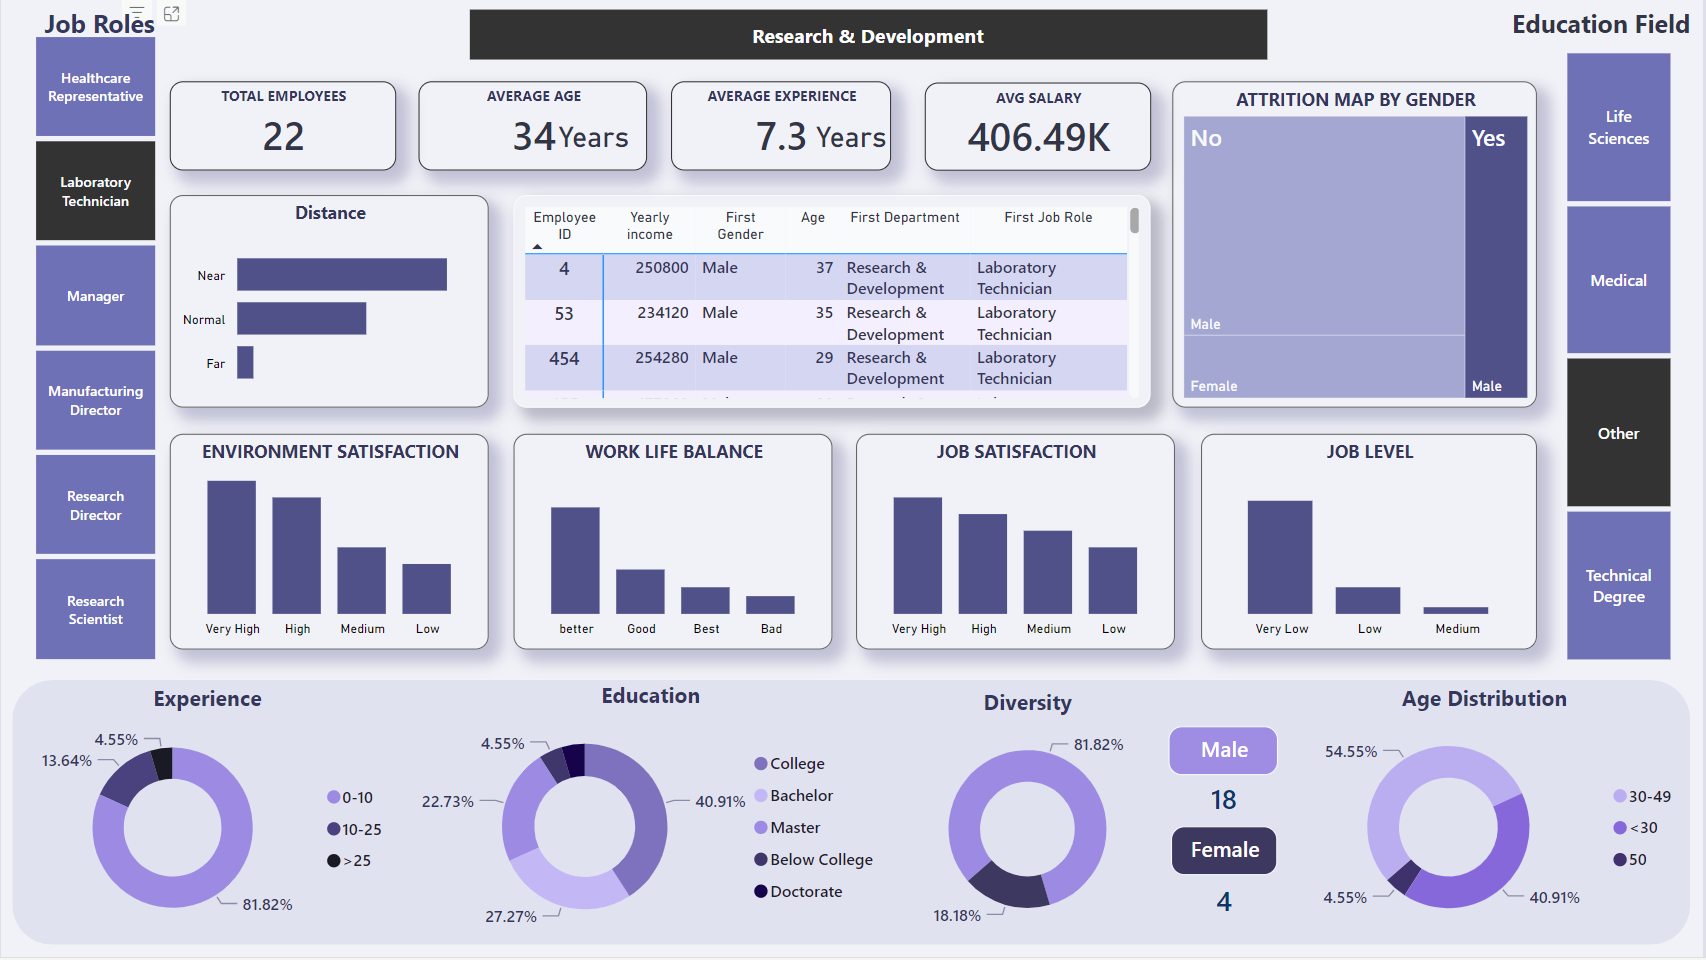 Job Roles
Research & Development
Education Field
Healthcare
Representative
Laboratory
Technician
Manager
Manufacturing
Director
Research
Director
Research
Scientist
TOTAL EMPLOYEES
22
AVERAGE AGE
34 Years
AVERAGE EXPERIENCE
7.3 Years
AVG SALARY
406.49K
ATTRITION MAP BY GENDER
No
Yes
Male
Female
Male
Life
Sciences
Medical
Other
Technical
Degree
Distance
Near
Normal
Far
Employee ID Yearly income First Gender Age First Department First Job Role
4 250800 Male 37 Research & Development Laboratory Technician
53 234120 Male 35 Research & Development Laboratory Technician
454 254280 Male 29 Research & Development Laboratory Technician
ENVIRONMENT SATISFACTION
Very High High Medium Low
WORK LIFE BALANCE
better Good Best Bad
JOB SATISFACTION
Very High High Medium Low
JOB LEVEL
Very Low Low Medium
Experience
4.55%
13.64%
81.82%
0-10
10-25
>25
Education
4.55%
22.73%
40.91%
27.27%
College
Bachelor
Master
Below College
Doctorate
Diversity
81.82%
18.18%
Male
18
Female
4
Age Distribution
54.55%
4.55%
40.91%
30-49
<30
50